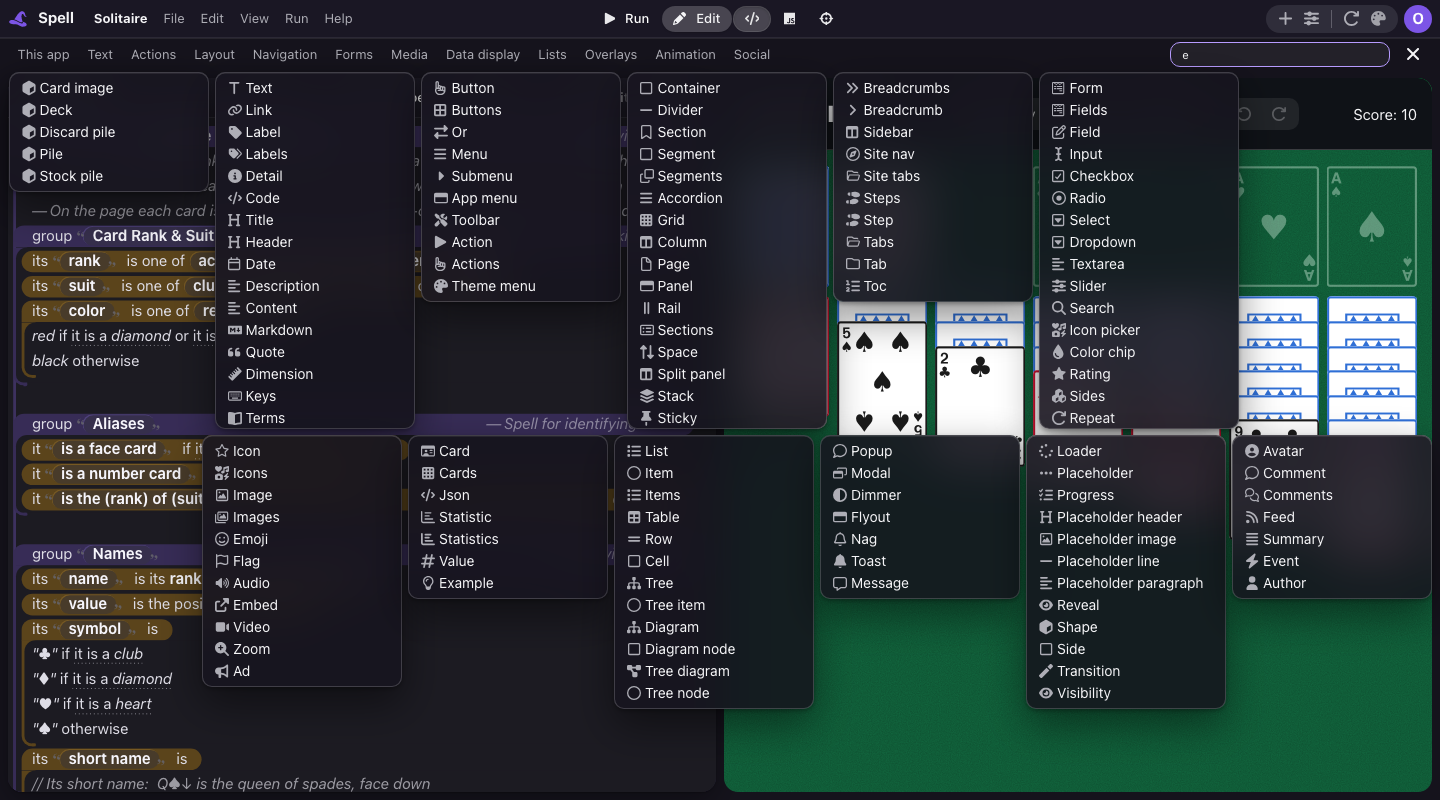 Spell Solitaire File Edit View Run Help Run Edit O
This app Text Actions Layout Navigation Forms Media Data display Lists Overlays Animation Social e
Card image
Deck
Discard pile
Pile
Stock pile
Text
Link
Label
Labels
Detail
Code
Title
Header
Date
Description
Content
Markdown
Quote
Dimension
Keys
Terms
Button
Buttons
Or
Menu
Submenu
App menu
Toolbar
Action
Actions
Theme menu
Container
Divider
Section
Segment
Segments
Accordion
Grid
Column
Page
Panel
Rail
Sections
Space
Split panel
Stack
Sticky
Breadcrumbs
Breadcrumb
Sidebar
Site nav
Site tabs
Steps
Step
Tabs
Tab
Toc
Form
Fields
Field
Input
Checkbox
Radio
Select
Dropdown
Textarea
Slider
Search
Icon picker
Color chip
Rating
Sides
Repeat
Score: 10
Icon
Icons
Image
Images
Emoji
Flag
Audio
Embed
Video
Zoom
Ad
Card
Cards
Json
Statistic
Statistics
Value
Example
List
Item
Items
Table
Row
Cell
Tree
Tree item
Diagram
Diagram node
Tree diagram
Tree node
Popup
Modal
Dimmer
Flyout
Nag
Toast
Message
Loader
Placeholder
Progress
Placeholder header
Placeholder image
Placeholder line
Placeholder paragraph
Reveal
Shape
Side
Transition
Visibility
Avatar
Comment
Comments
Feed
Summary
Event
Author
— On the page each card
group “ Card Rank & Suit
its “ rank ” is one of
its “ suit ” is one of
its “ color ” is one of
red if it is a diamond or it is
black otherwise
group “ Aliases ” — Spell for identifying
it “ is a face card ” if it
it “ is a number card ”
it “ is the (rank) of (suit
group “ Names ”
its “ name ” is its rank
its “ value ” is the
its “ symbol ” is
"♣" if it is a club
"♦" if it is a diamond
"♥" if it is a heart
"♠" otherwise
its “ short name ” is
// Its short name: Q♠↓ is the queen of spades, face down
A
A
A
A
5
5
2
9